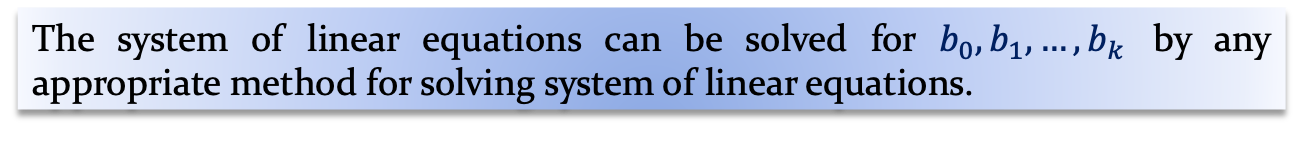 The system of linear equations can be solved for b₀, b₁, …, bₖ by any
appropriate method for solving system of linear equations.